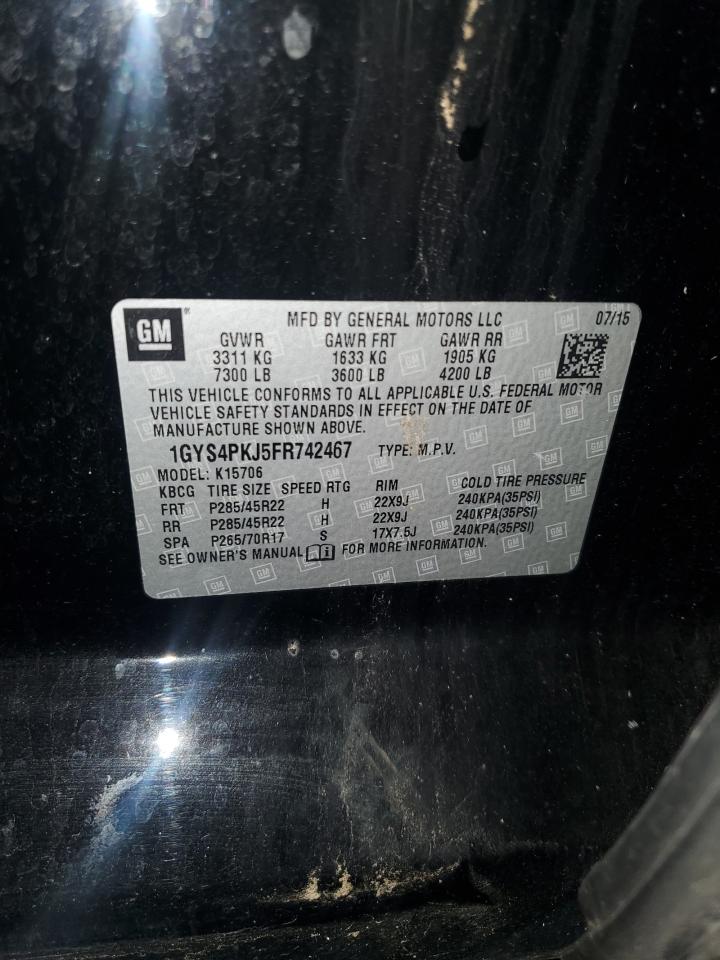 GM
MFD BY GENERAL MOTORS LLC 07/15
GVWR GAWR FRT GAWR RR
3311 KG 1633 KG 1905 KG
7300 LB 3600 LB 4200 LB
THIS VEHICLE CONFORMS TO ALL APPLICABLE U.S. FEDERAL MOTOR
VEHICLE SAFETY STANDARDS IN EFFECT ON THE DATE OF
MANUFACTURE SHOWN ABOVE.
1GYS4PKJ5FR742467 TYPE: M.P.V.
MODEL: K15706
KBCG TIRE SIZE SPEED RTG RIM COLD TIRE PRESSURE
FRT P285/45R22 H 22X9J 240KPA(35PSI)
RR P285/45R22 H 22X9J 240KPA(35PSI)
SPA P265/70R17 S 17X7.5J 240KPA(35PSI)
SEE OWNER'S MANUAL FOR MORE INFORMATION.